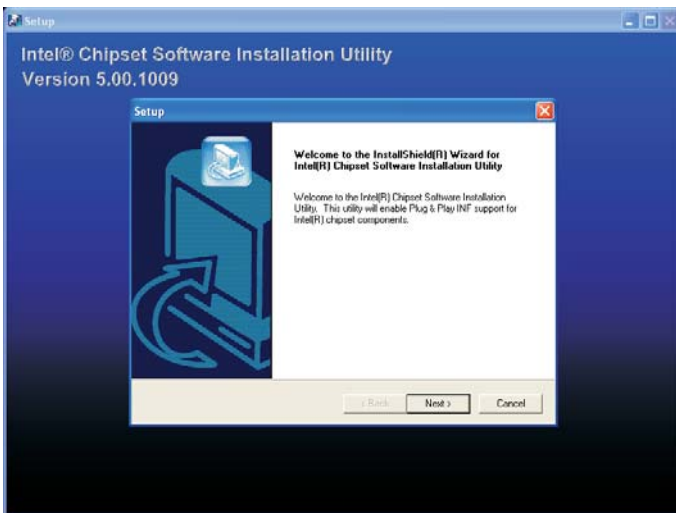 Setup
Intel® Chipset Software Installation Utility
Version 5.00.1009
Setup
Welcome to the InstallShield(R) Wizard for
Intel(R) Chipset Software Installation Utility
Welcome to the Intel(R) Chipset Software Installation
Utility. This utility will enable Plug & Play INF support for
Intel(R) chipset components.
< Back Next > Cancel